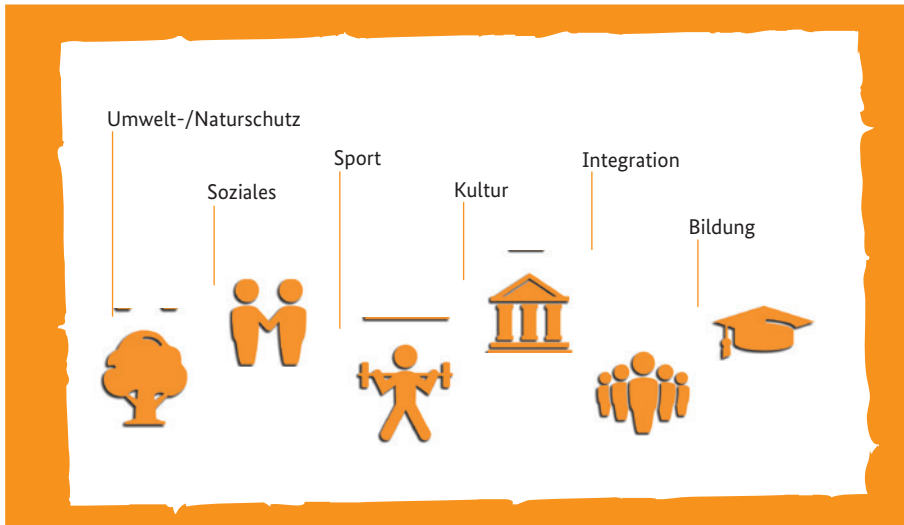 Umwelt-/Naturschutz
Soziales
Sport
Kultur
Integration
Bildung